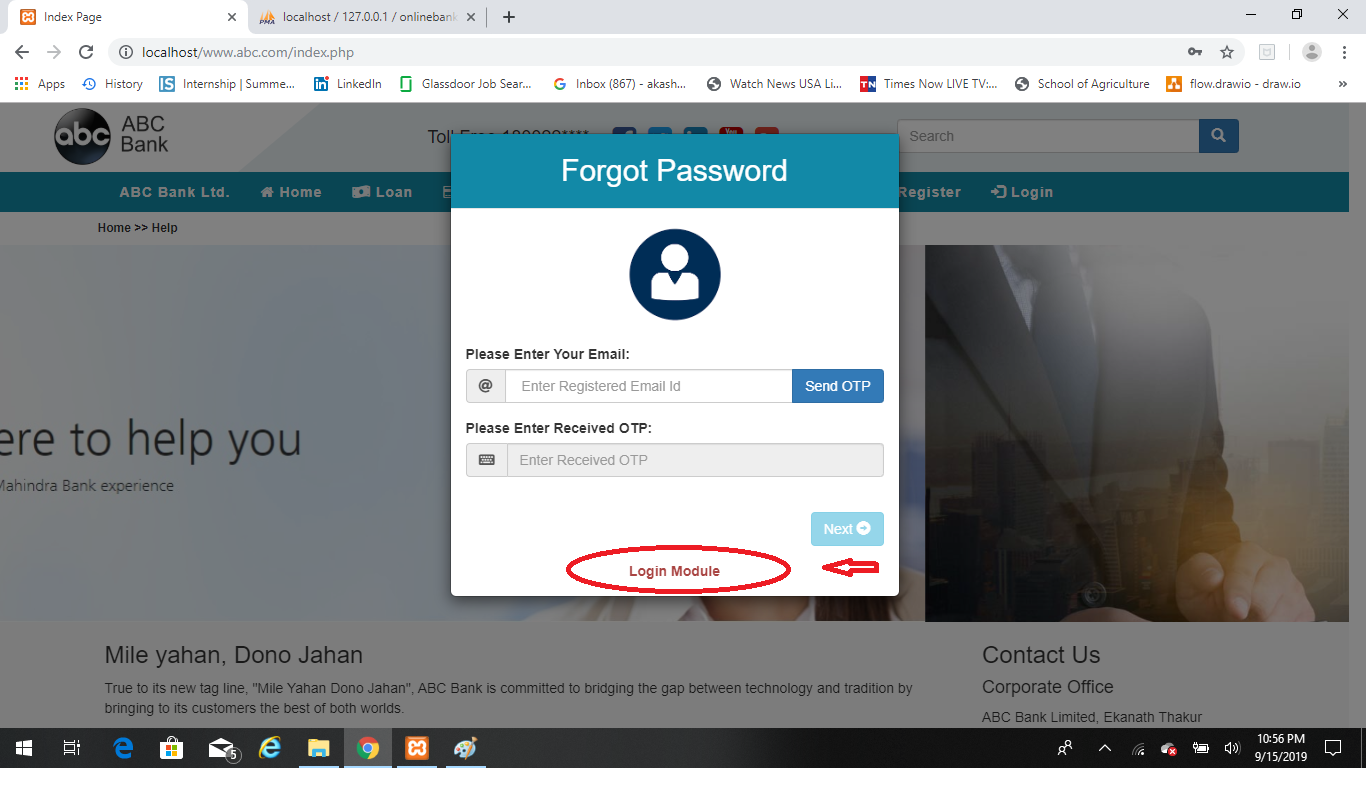 Index Page
localhost / 127.0.0.1 / onlinebank
localhost/www.abc.com/index.php
Apps
History
Internship | Summe...
LinkedIn
Glassdoor Job Sear...
Inbox (867) - akash...
Watch News USA Li...
Times Now LIVE TV:...
School of Agriculture
flow.drawio - draw.io
abc
ABC
Bank
Search
ABC Bank Ltd.
Home
Loan
Register
Login
Home >> Help
Forgot Password
Please Enter Your Email:
@ Enter Registered Email Id
Send OTP
Please Enter Received OTP:
Enter Received OTP
Next
Login Module
ere to help you
Mahindra Bank experience
Mile yahan, Dono Jahan
True to its new tag line, "Mile Yahan Dono Jahan", ABC Bank is committed to bridging the gap between technology and tradition by
bringing to its customers the best of both worlds.
Contact Us
Corporate Office
ABC Bank Limited, Ekanath Thakur
5
10:56 PM
9/15/2019